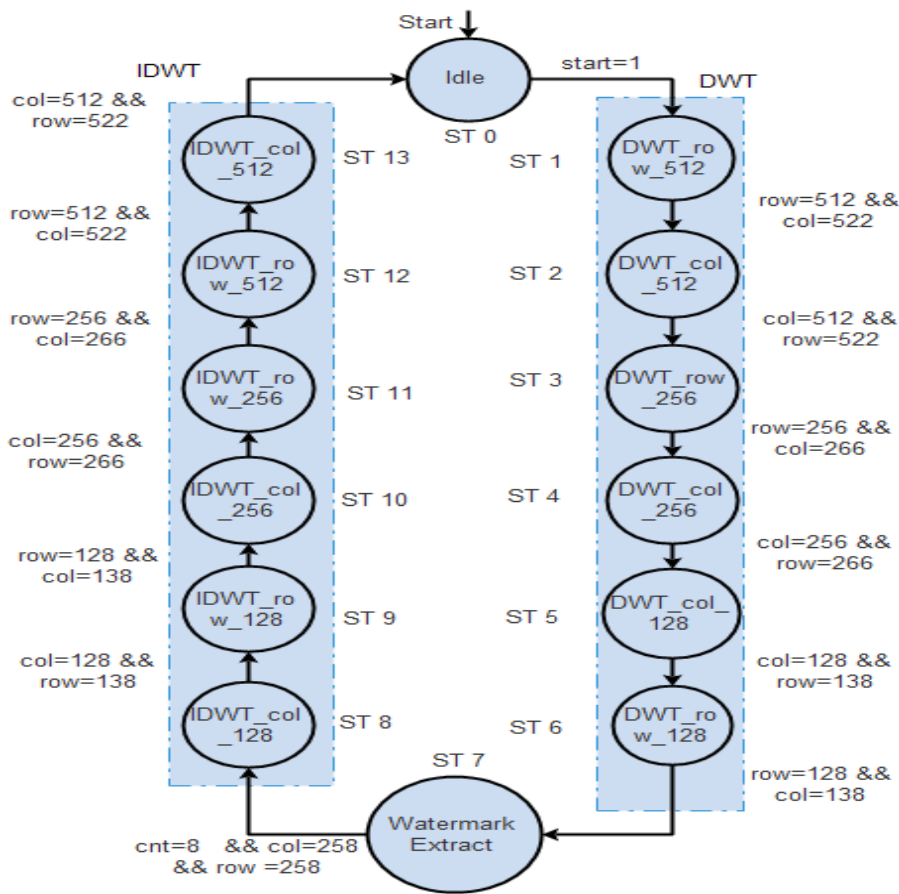 Start
Idle
ST 0
start=1
DWT
DWT_ro
w_512
ST 1
row=512 &&
col=522
DWT_col
_512
ST 2
col=512 &&
row=522
DWT_row
_256
ST 3
row=256 &&
col=266
DWT_col
_256
ST 4
col=256 &&
row=266
DWT_col_
128
ST 5
col=128 &&
row=138
DWT_ro
w_128
ST 6
row=128 &&
col=138
ST 7
Watermark
Extract
cnt=8 && col=258
&& row =258
IDWT_col
_128
ST 8
col=128 &&
row=138
IDWT_ro
w_128
ST 9
row=128 &&
col=138
IDWT_col
_256
ST 10
col=256 &&
row=266
IDWT_ro
w_256
ST 11
row=256 &&
col=266
IDWT_ro
w_512
ST 12
row=512 &&
col=522
IDWT_col
_512
ST 13
col=512 &&
row=522
IDWT